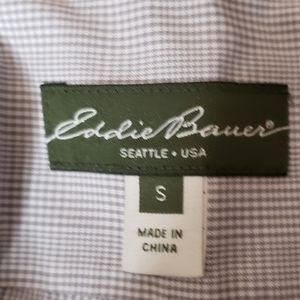 Eddie Bauer®
SEATTLE • USA
S
MADE IN
CHINA